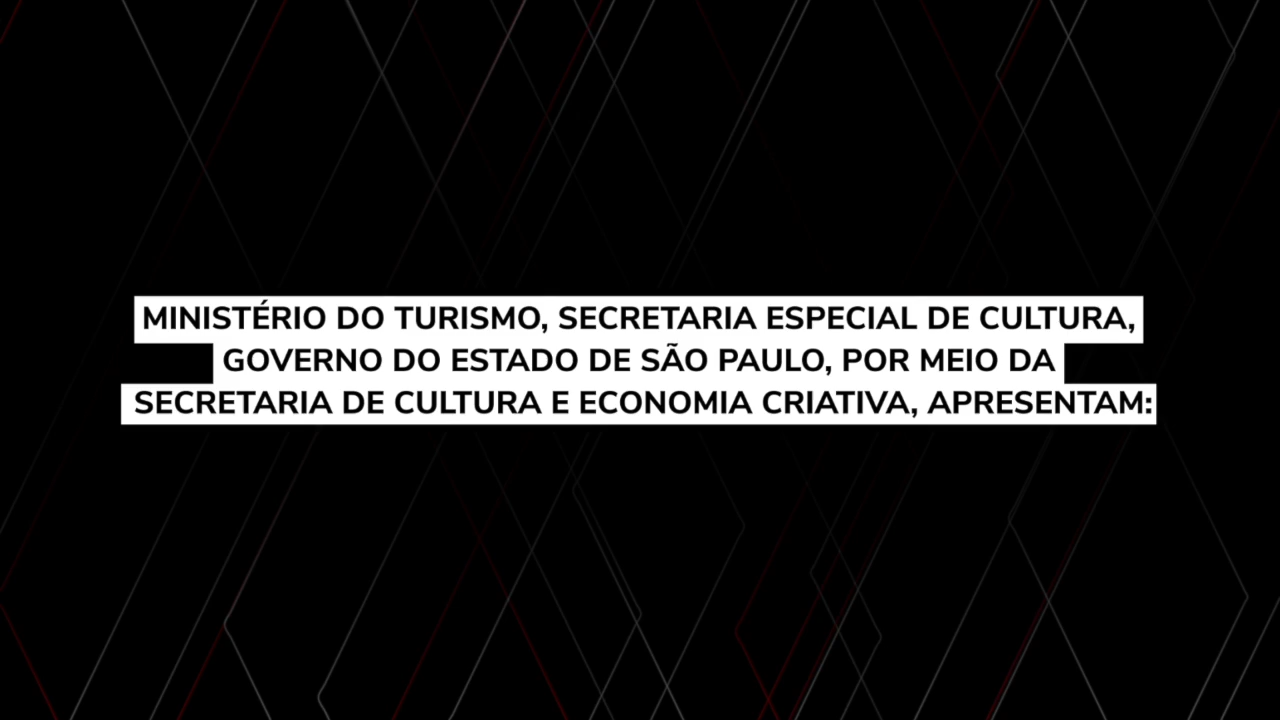 MINISTÉRIO DO TURISMO, SECRETARIA ESPECIAL DE CULTURA,
GOVERNO DO ESTADO DE SÃO PAULO, POR MEIO DA
SECRETARIA DE CULTURA E ECONOMIA CRIATIVA, APRESENTAM: